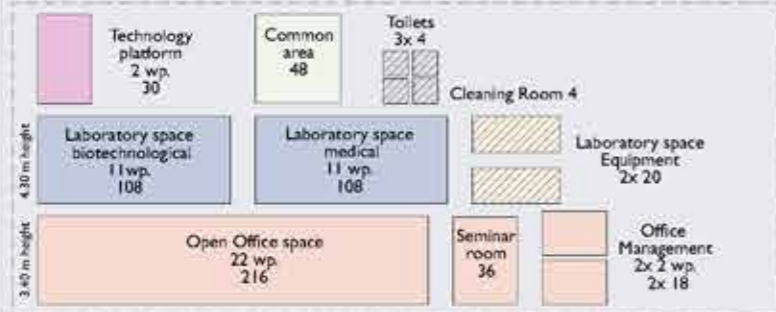 Technology
platform
2 wp.
30
Common
area
48
Toilets
3x 4
Cleaning Room 4
4.30 m height
Laboratory space
biotechnological
11wp.
108
Laboratory space
medical
11 wp.
108
Laboratory space
Equipment
2x 20
3.40 m height
Open Office space
22 wp.
216
Seminar
room
36
Office
Management
2x 2 wp.
2x 18